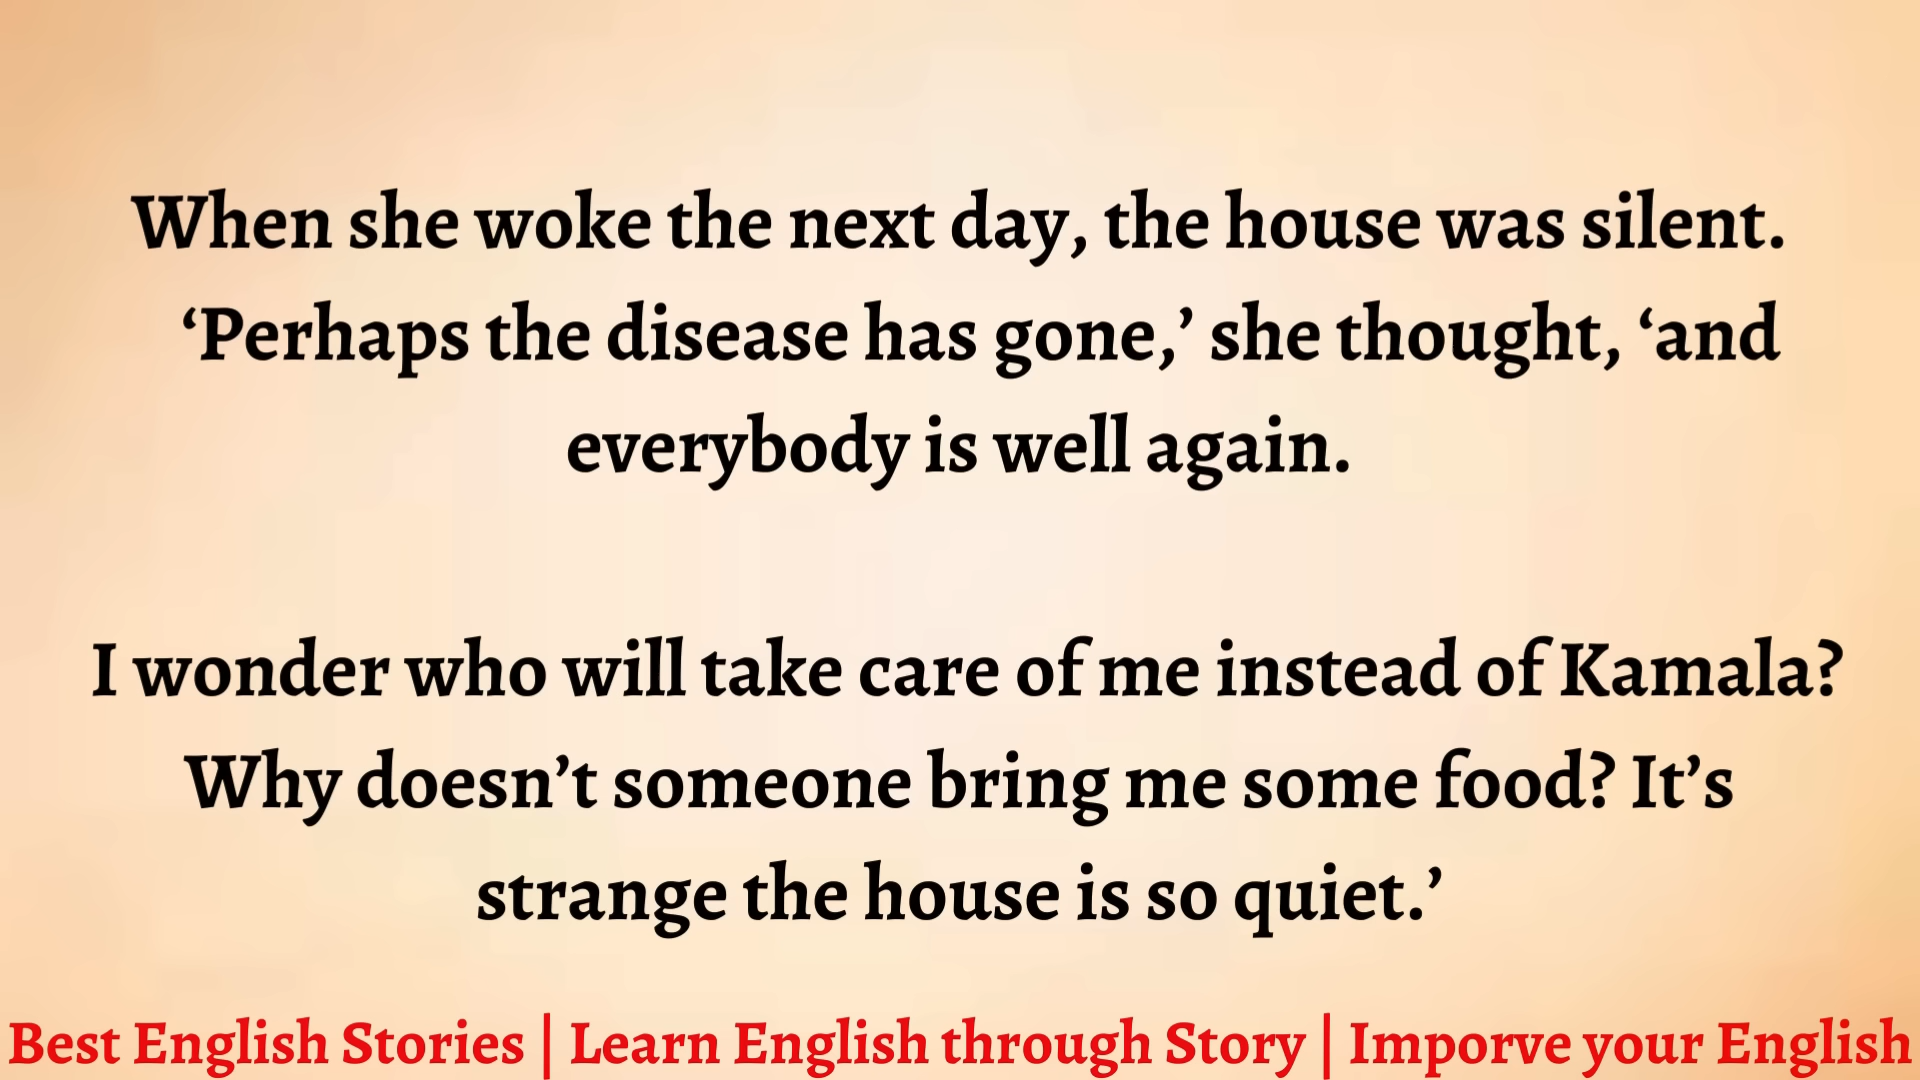 When she woke the next day, the house was silent.
‘Perhaps the disease has gone,’ she thought, ‘and
everybody is well again.
I wonder who will take care of me instead of Kamala?
Why doesn’t someone bring me some food? It’s
strange the house is so quiet.’
Best English Stories | Learn English through Story | Imporve your English